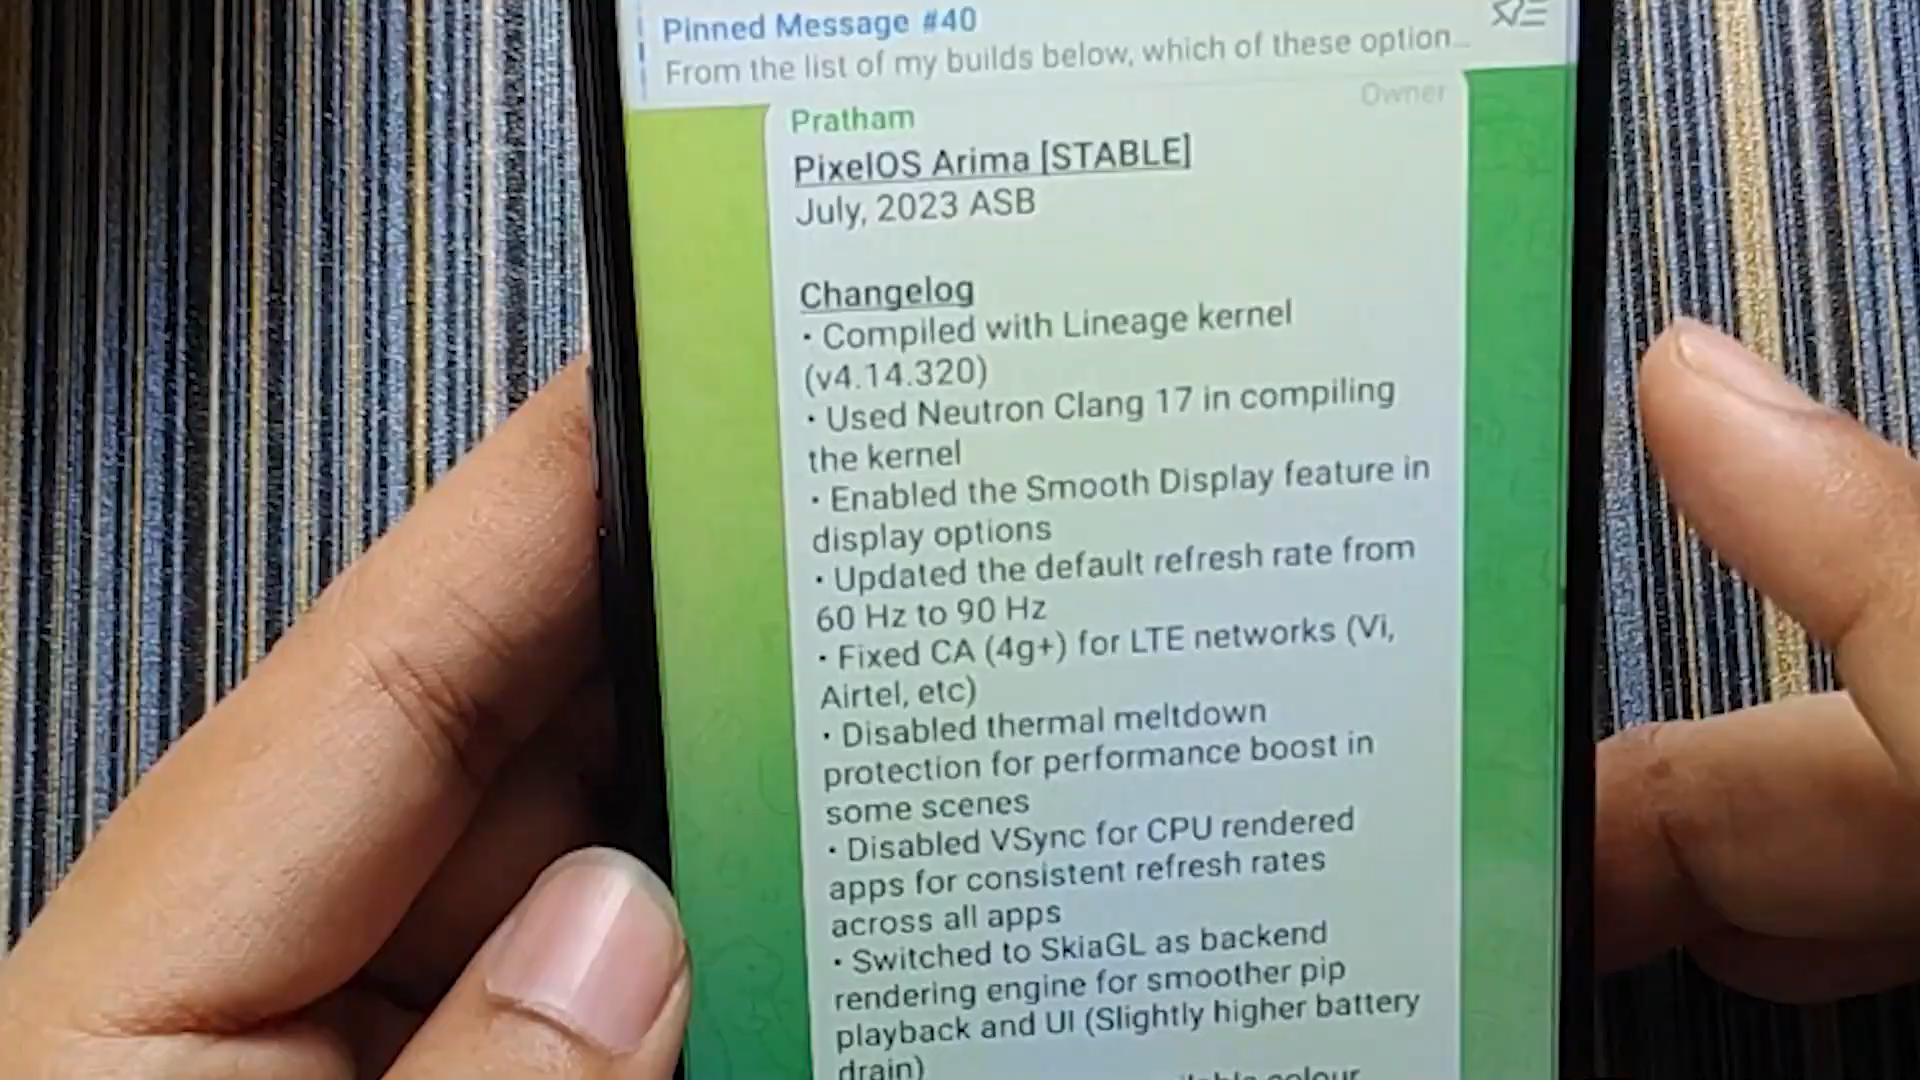 Pinned Message #40
From the list of my builds below, which of these option...
Owner
Pratham
PixelOS Arima [STABLE]
July, 2023 ASB
Changelog
· Compiled with Lineage kernel
(v4.14.320)
· Used Neutron Clang 17 in compiling
the kernel
· Enabled the Smooth Display feature in
display options
· Updated the default refresh rate from
60 Hz to 90 Hz
· Fixed CA (4g+) for LTE networks (Vi,
Airtel, etc)
· Disabled thermal meltdown
protection for performance boost in
some scenes
· Disabled VSync for CPU rendered
apps for consistent refresh rates
across all apps
· Switched to SkiaGL as backend
rendering engine for smoother pip
playback and UI (Slightly higher battery
drain)
colour